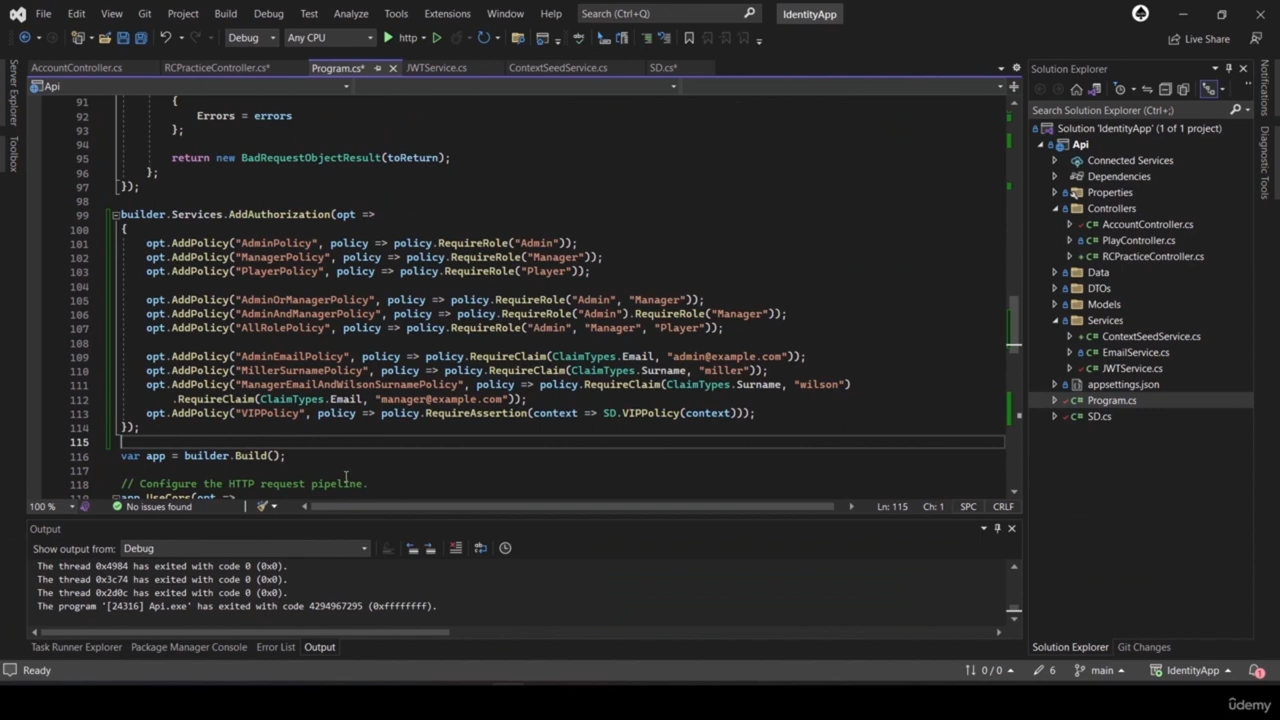 File Edit View Git Project Build Debug Test Analyze Tools Extensions Window Help Search (Ctrl+Q) IdentityApp
Debug Any CPU http Live Share
AccountController.cs RCPracticeController.cs* Program.cs* JWTService.cs ContextSeedService.cs SD.cs*
Api
Server Explorer
Toolbox
91 {
92 Errors = errors
93 };
94
95 return new BadRequestObjectResult(toReturn);
96 };
97 });
98
99 builder.Services.AddAuthorization(opt =>
100 {
101 opt.AddPolicy("AdminPolicy", policy => policy.RequireRole("Admin"));
102 opt.AddPolicy("ManagerPolicy", policy => policy.RequireRole("Manager"));
103 opt.AddPolicy("PlayerPolicy", policy => policy.RequireRole("Player"));
104
105 opt.AddPolicy("AdminOrManagerPolicy", policy => policy.RequireRole("Admin", "Manager"));
106 opt.AddPolicy("AdminAndManagerPolicy", policy => policy.RequireRole("Admin").RequireRole("Manager"));
107 opt.AddPolicy("AllRolePolicy", policy => policy.RequireRole("Admin", "Manager", "Player"));
108
109 opt.AddPolicy("AdminEmailPolicy", policy => policy.RequireClaim(ClaimTypes.Email, "admin@example.com"));
110 opt.AddPolicy("MillerSurnamePolicy", policy => policy.RequireClaim(ClaimTypes.Surname, "miller"));
111 opt.AddPolicy("ManagerEmailAndWilsonSurnamePolicy", policy => policy.RequireClaim(ClaimTypes.Surname, "wilson")
112 .RequireClaim(ClaimTypes.Email, "manager@example.com"));
113 opt.AddPolicy("VIPPolicy", policy => policy.RequireAssertion(context => SD.VIPPolicy(context)));
114 });
115
116 var app = builder.Build();
117
118 // Configure the HTTP request pipeline.
119 app.UseCors(opt =>
100 % No issues found Ln: 115 Ch: 1 SPC CRLF
Output
Show output from: Debug
The thread 0x4984 has exited with code 0 (0x0).
The thread 0x3c74 has exited with code 0 (0x0).
The thread 0x2d0c has exited with code 0 (0x0).
The program '[24316] Api.exe' has exited with code 4294967295 (0xffffffff).
Task Runner Explorer Package Manager Console Error List Output
Solution Explorer
Search Solution Explorer (Ctrl+;)
Solution 'IdentityApp' (1 of 1 project)
Api
Connected Services
Dependencies
Properties
Controllers
AccountController.cs
PlayController.cs
RCPracticeController.cs
Data
DTOs
Models
Services
ContextSeedService.cs
EmailService.cs
JWTService.cs
appsettings.json
Program.cs
SD.cs
Solution Explorer Git Changes
Notifications
Diagnostic Tools
Ready 0 / 0 6 main IdentityApp 1
ûdemy